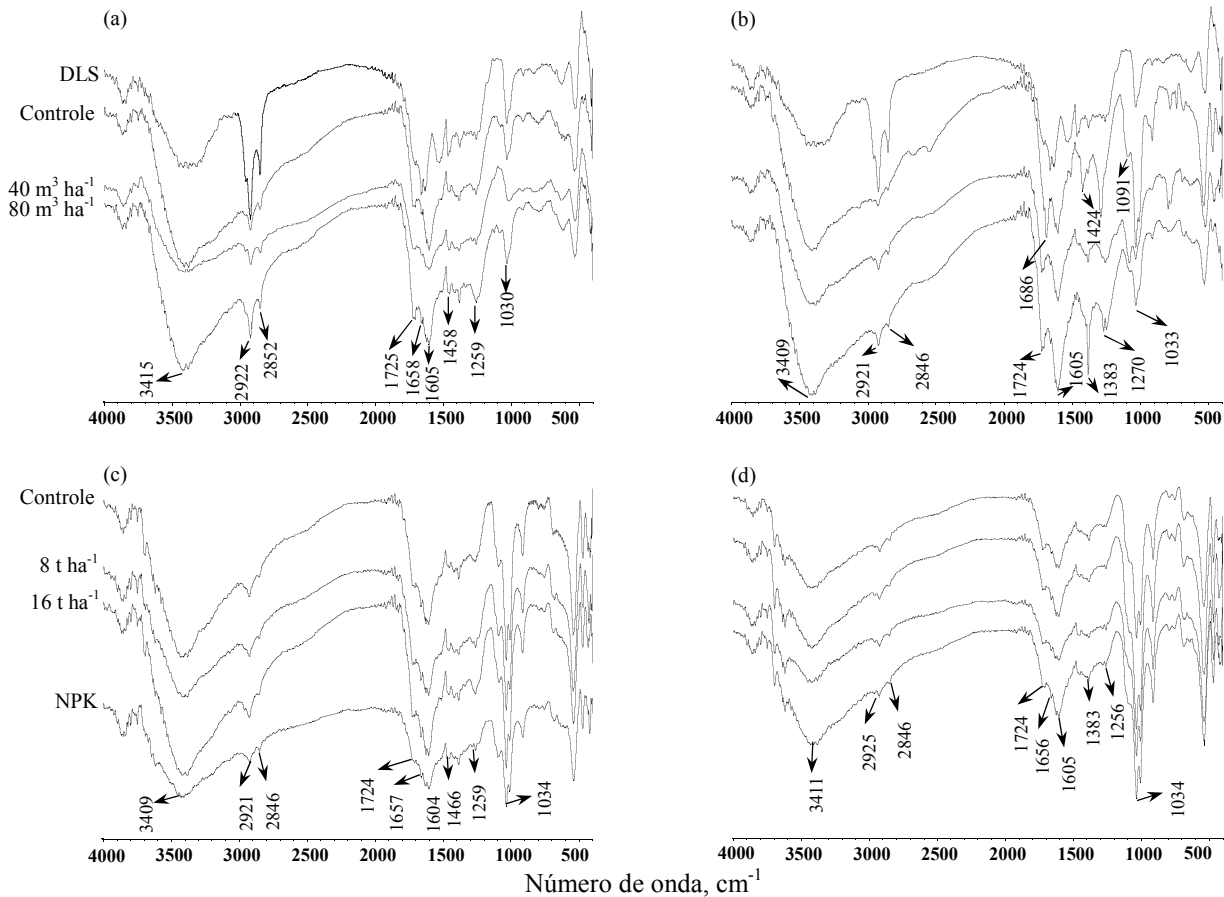 (a)
DLS
Controle
40 m³ ha⁻¹
80 m³ ha⁻¹
3415
2922
2852
1725
1658
1605
1458
1259
1030
4000 3500 3000 2500 2000 1500 1000 500
(b)
3409
2921
2846
1686
1724
1605
1424
1383
1091
1270
1033
4000 3500 3000 2500 2000 1500 1000 500
(c)
Controle
8 t ha⁻¹
16 t ha⁻¹
NPK
3409
2921
2846
1724
1657
1604
1466
1259
1034
4000 3500 3000 2500 2000 1500 1000 500
(d)
3411
2925
2846
1724
1656
1605
1383
1256
1034
4000 3500 3000 2500 2000 1500 1000 500
Número de onda, cm⁻¹